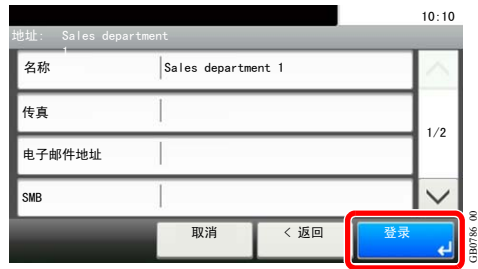 10:10
地址: Sales department
1
名称 Sales department 1
传真
1/2
电子邮件地址
SMB
取消 < 返回 登录
GB0786_00